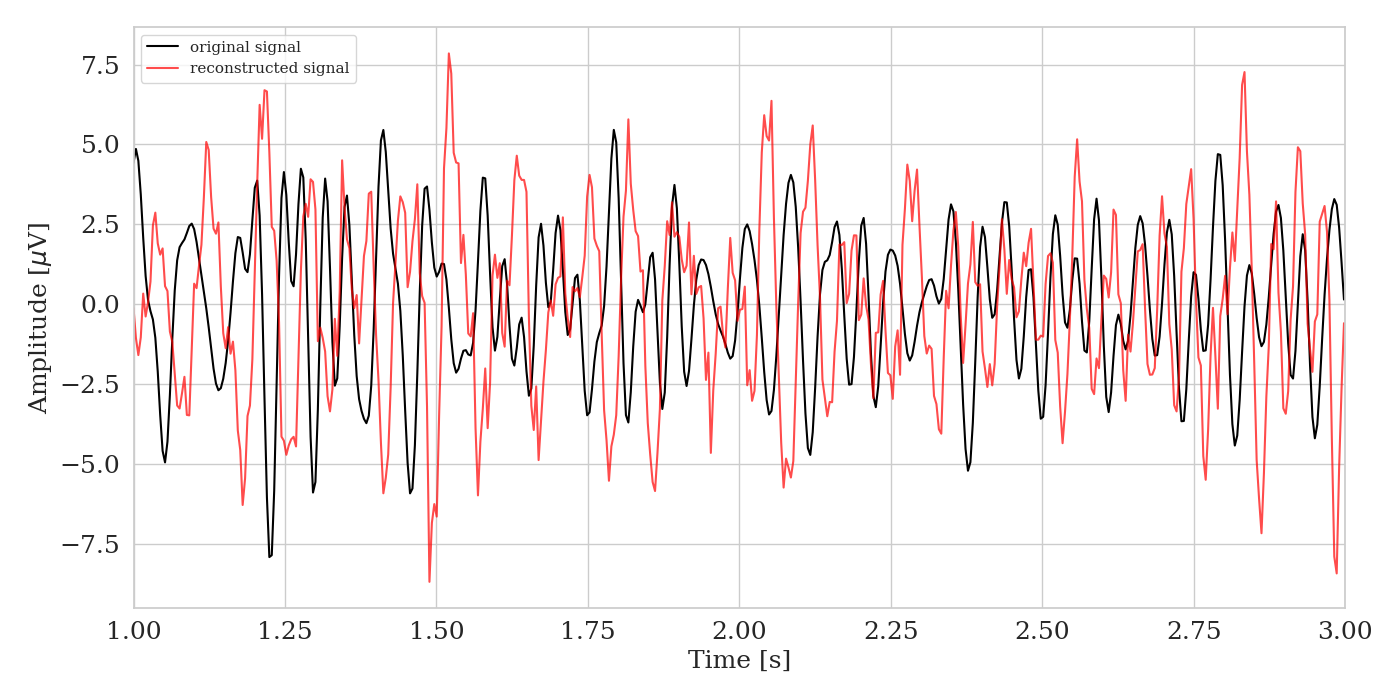 original signal
reconstructed signal
7.5
5.0
2.5
0.0
−2.5
−5.0
−7.5
Amplitude [μV]
1.00 1.25 1.50 1.75 2.00 2.25 2.50 2.75 3.00
Time [s]